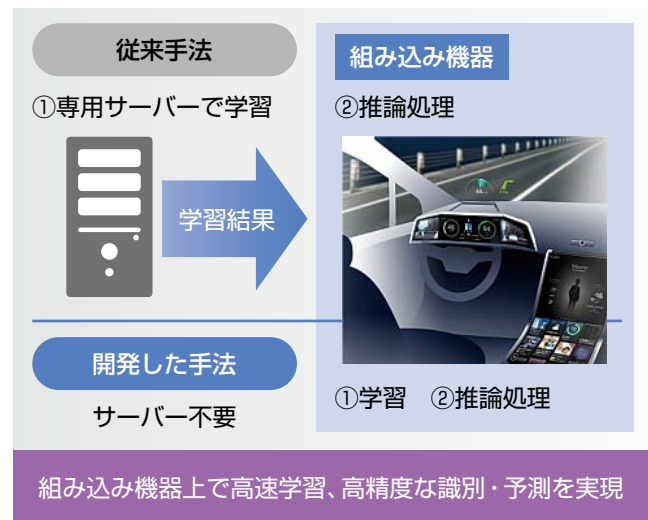 従来手法
①専用サーバーで学習
学習結果
組み込み機器
②推論処理
開発した手法
サーバー不要
①学習　②推論処理
組み込み機器上で高速学習、高精度な識別・予測を実現